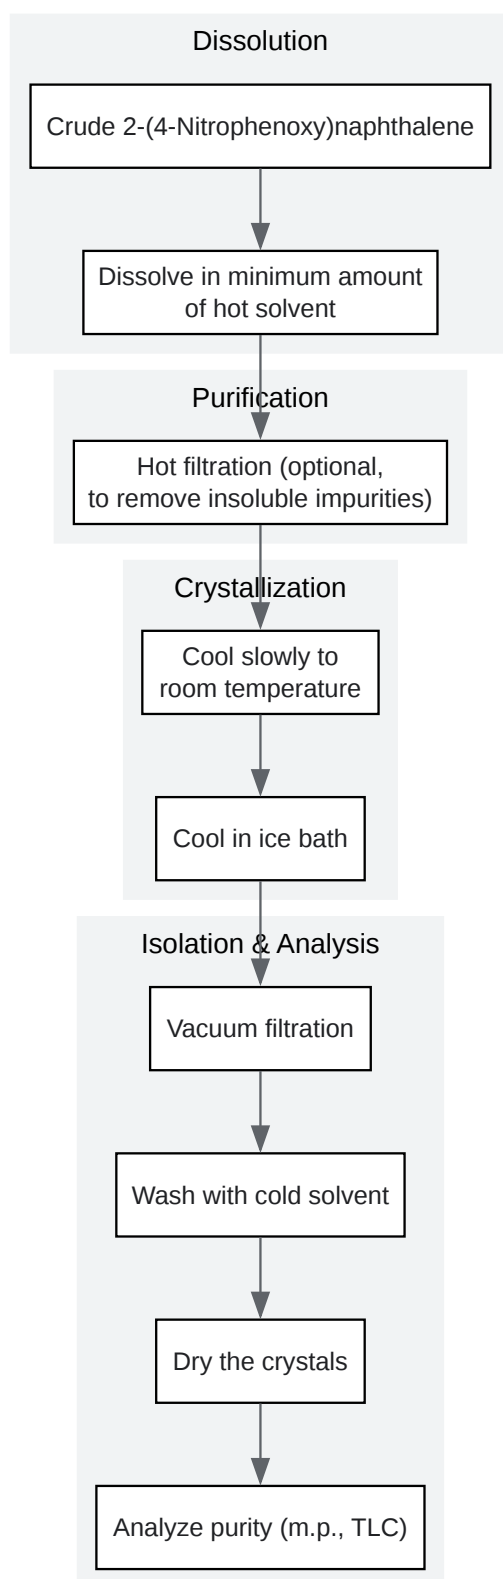 Dissolution
Crude 2-(4-Nitrophenoxy)naphthalene
Dissolve in minimum amount
of hot solvent
Purification
Hot filtration (optional,
to remove insoluble impurities)
Crystallization
Cool slowly to
room temperature
Cool in ice bath
Isolation & Analysis
Vacuum filtration
Wash with cold solvent
Dry the crystals
Analyze purity (m.p., TLC)